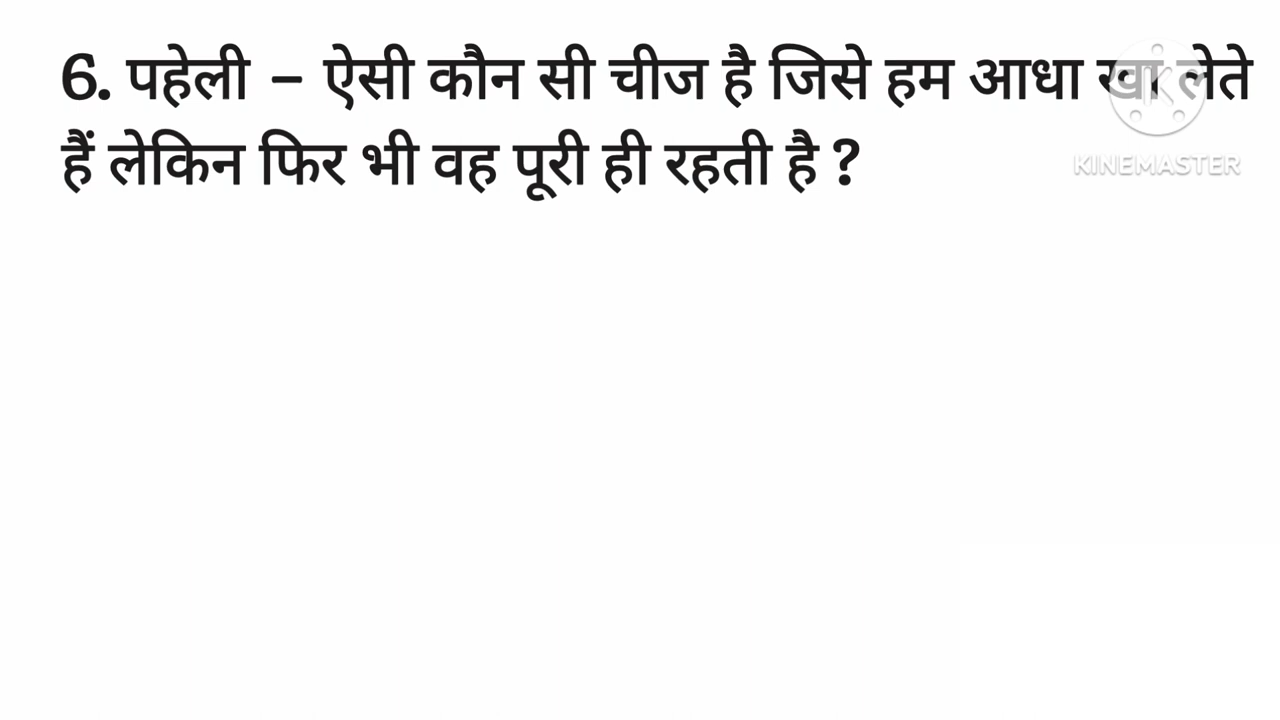 6. पहेली – ऐसी कौन सी चीज है जिसे हम आधा खा लेते
हैं लेकिन फिर भी वह पूरी ही रहती है ?
KINEMASTER